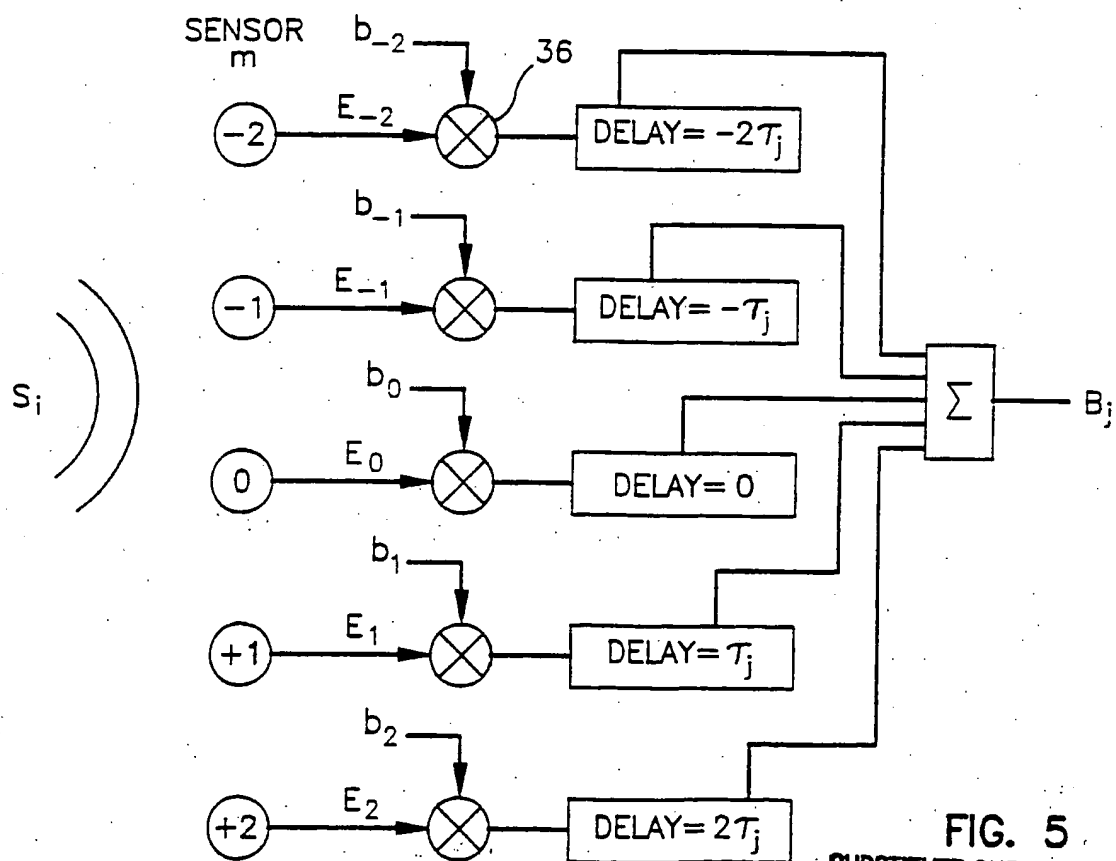 SENSOR
m
b₋₂
36
-2
E₋₂
DELAY= -2τⱼ
b₋₁
-1
E₋₁
DELAY= -τⱼ
Sᵢ
b₀
0
E₀
DELAY= 0
Σ
Bⱼ
b₁
+1
E₁
DELAY= τⱼ
b₂
+2
E₂
DELAY= 2τⱼ
FIG. 5